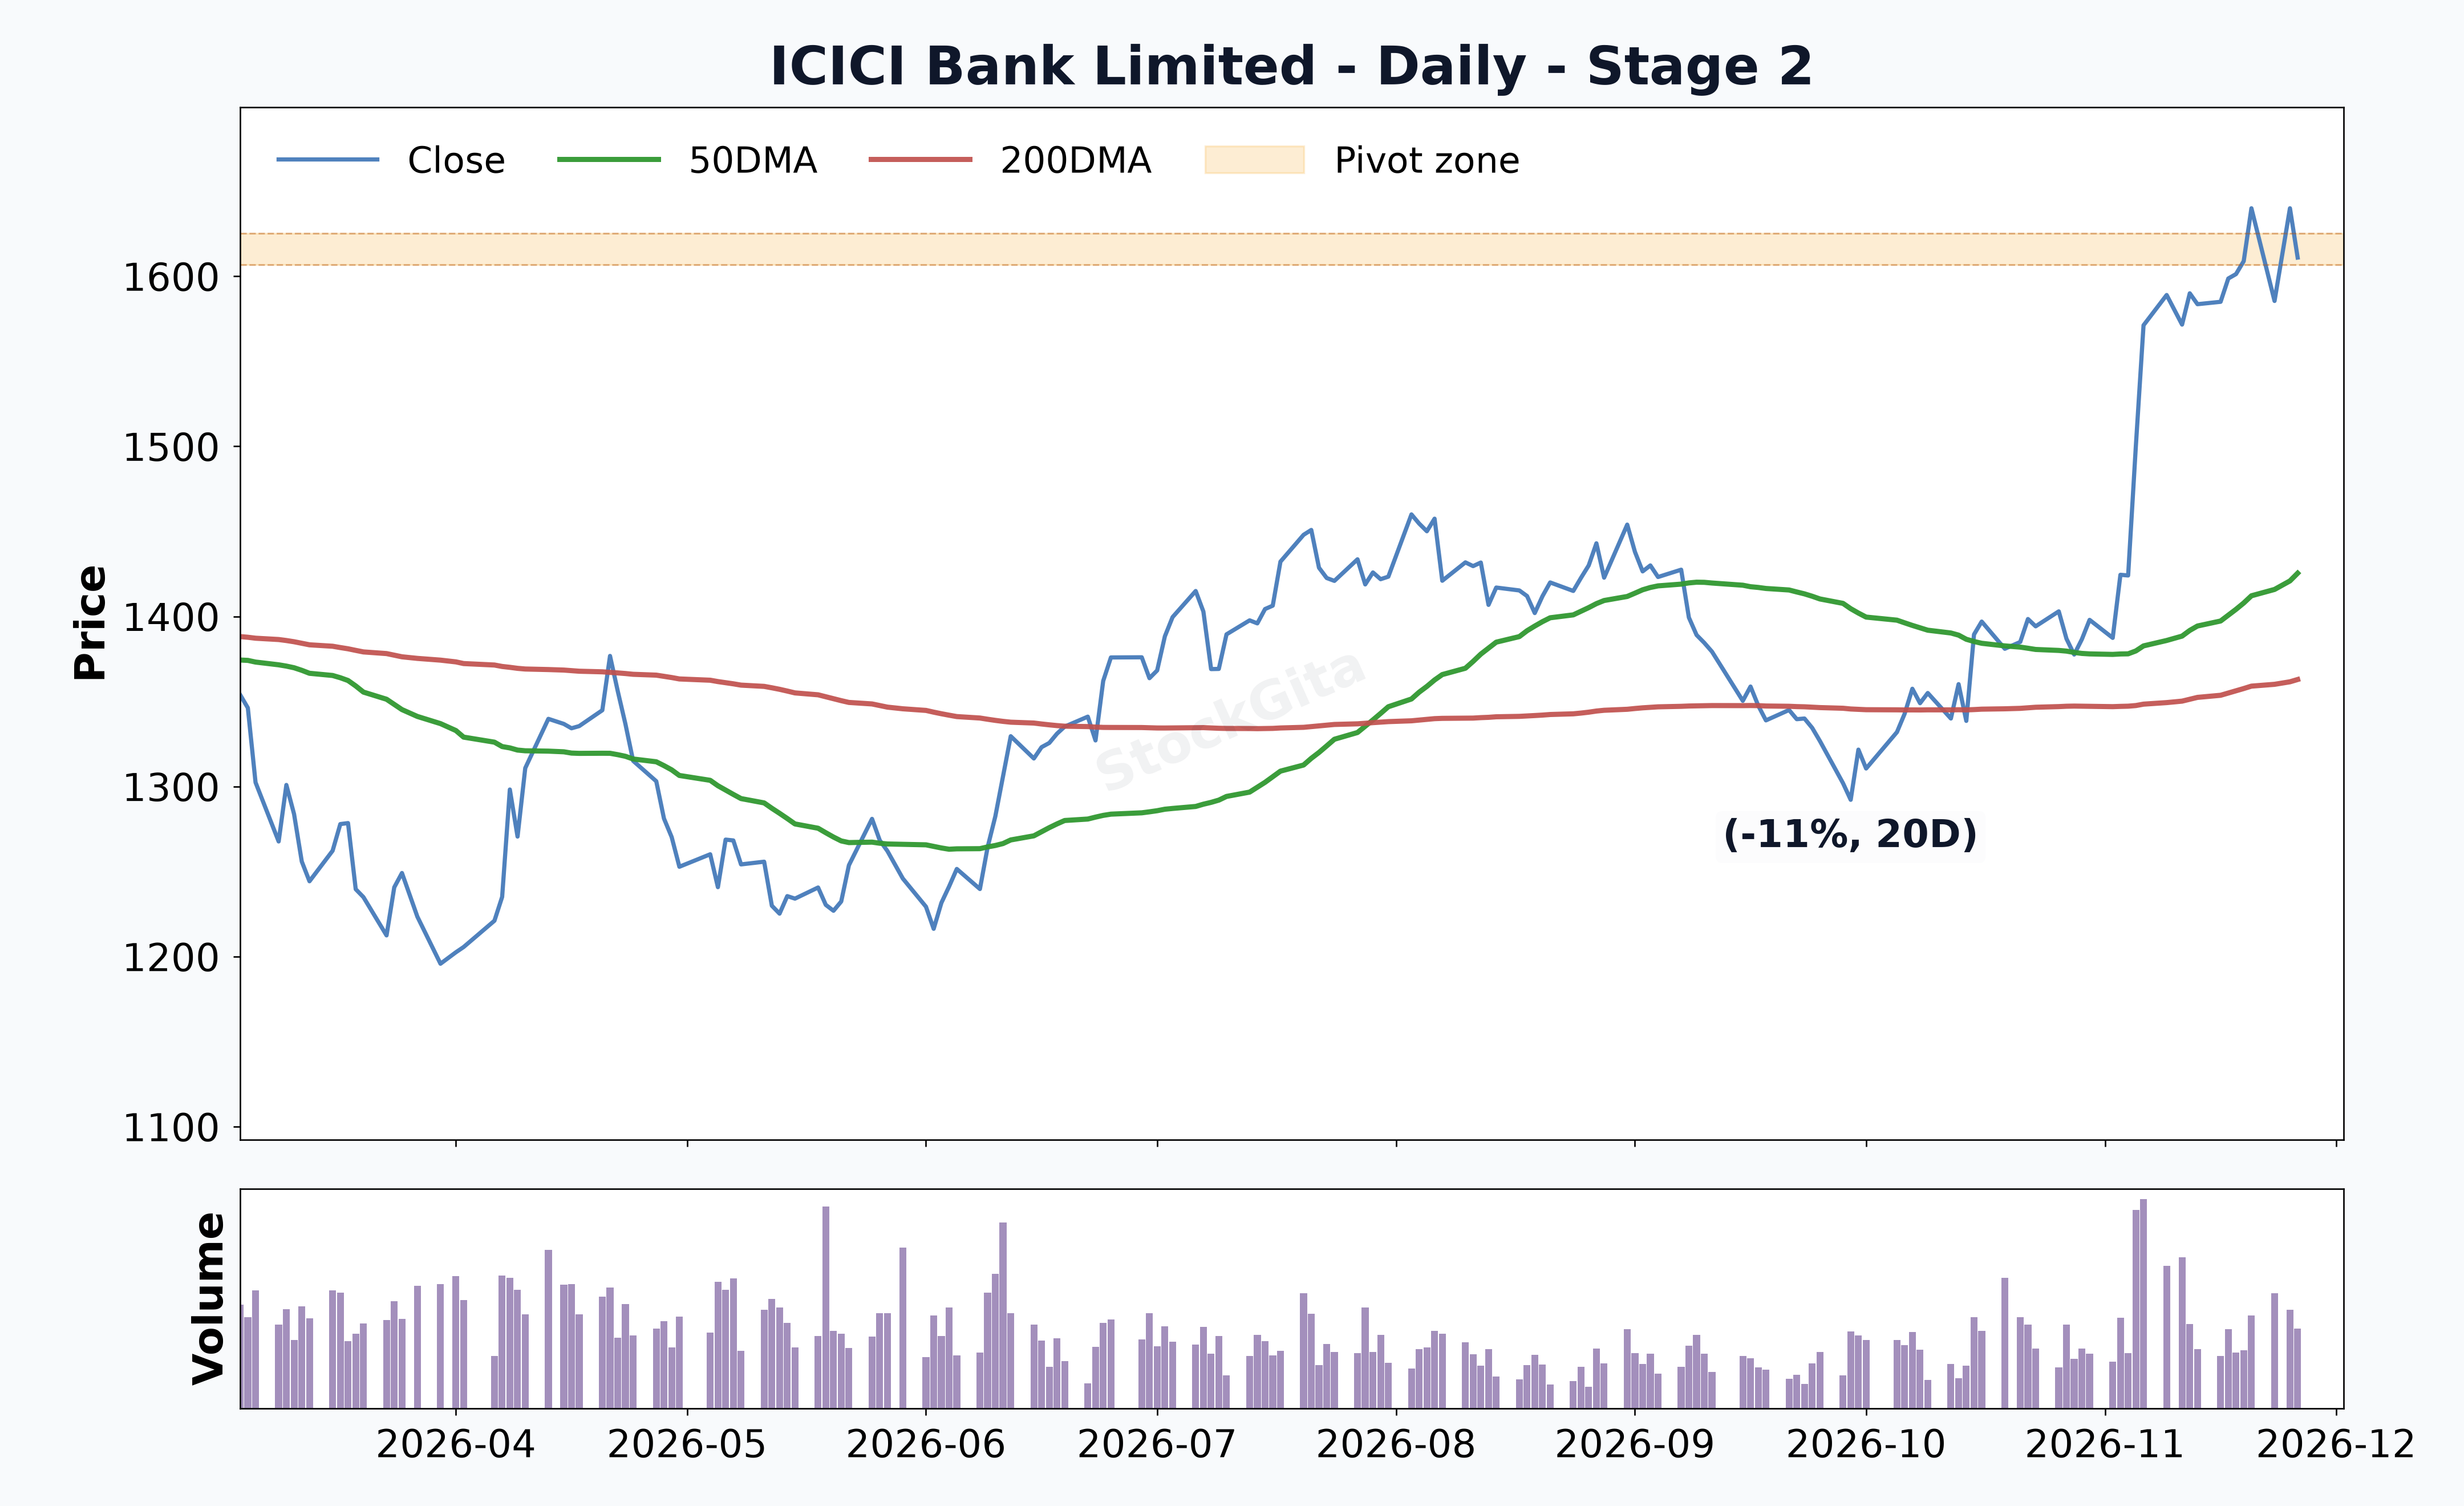 ICICI Bank Limited - Daily - Stage 2
Close 50DMA 200DMA Pivot zone
Price
1600
1500
1400
1300
1200
1100
StockGita
(-11%, 20D)
Volume
2026-04 2026-05 2026-06 2026-07 2026-08 2026-09 2026-10 2026-11 2026-12